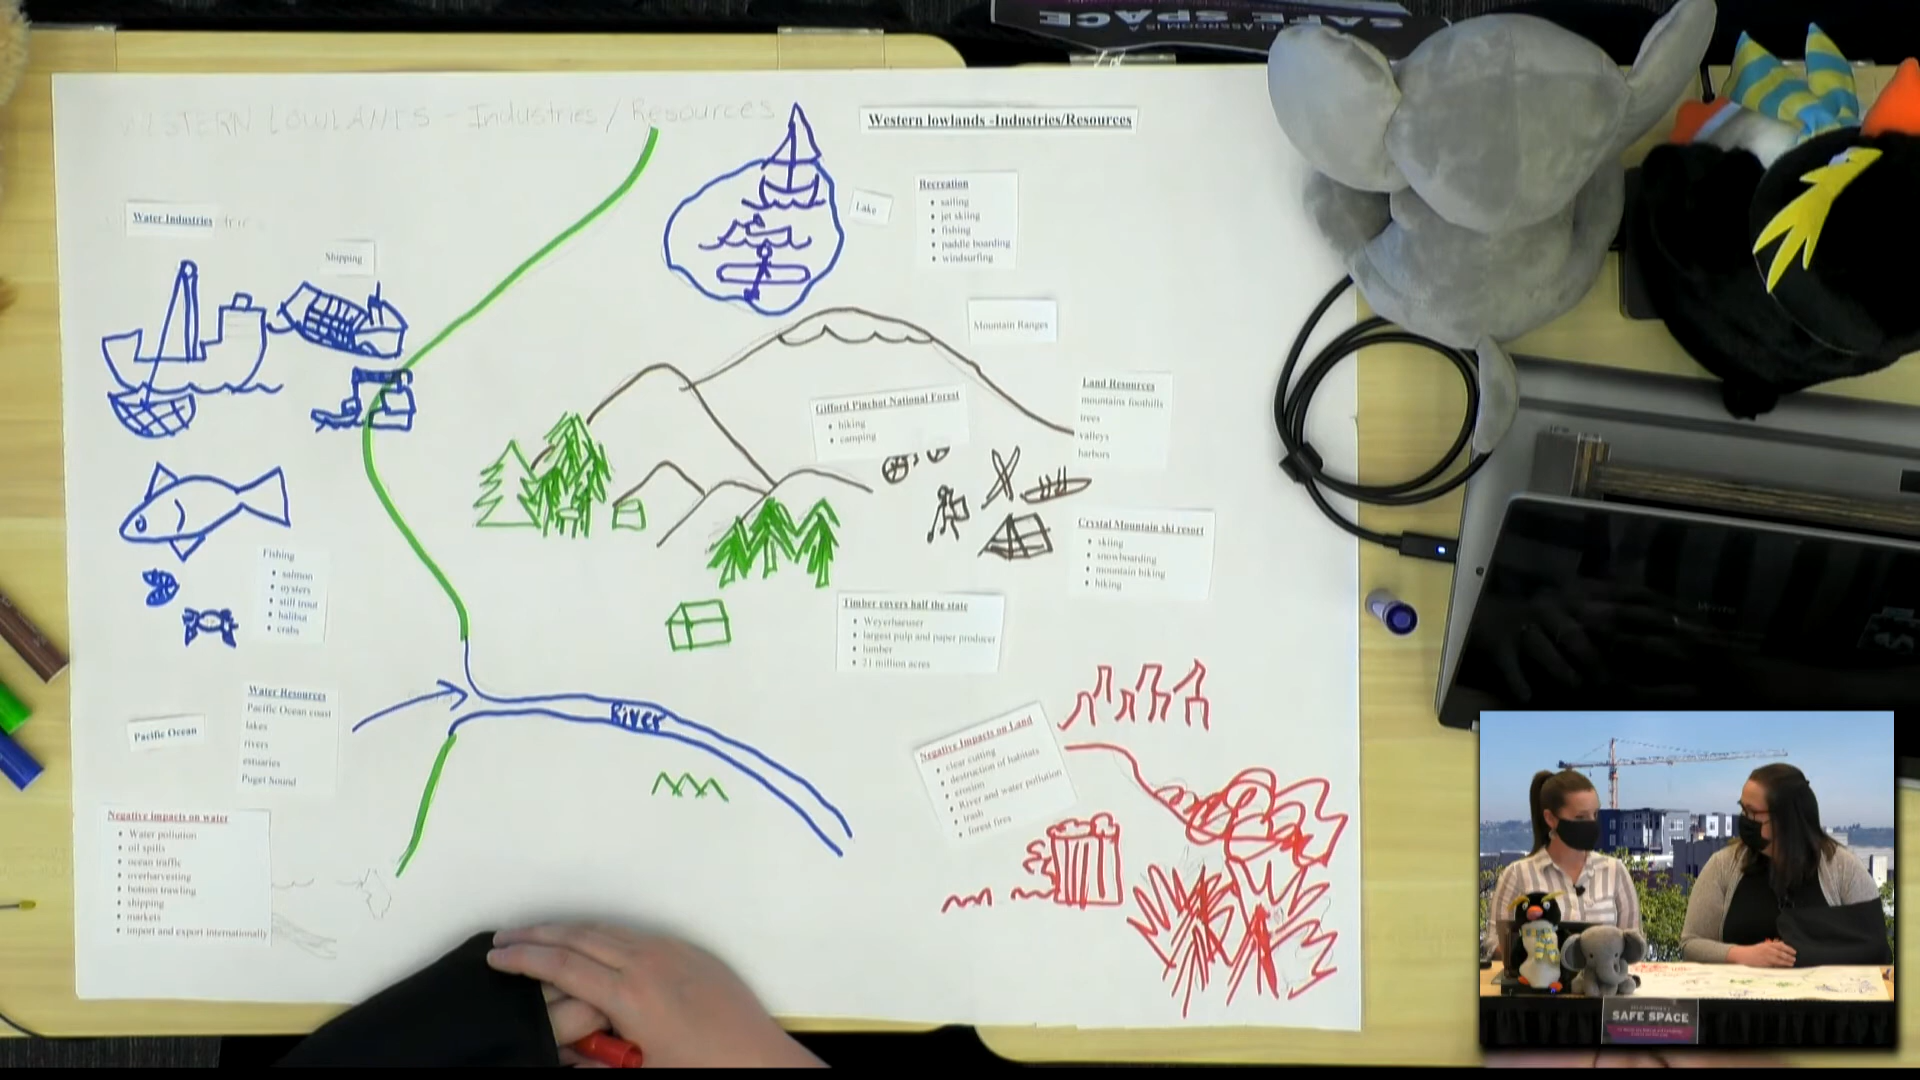 CLASSROOM IS A
SAFE SPACE
WESTERN LOWLANDS - Industries / Resources
Western lowlands -Industries/Resources
Recreation
• sailing
• jet skiing
• fishing
• paddle boarding
• windsurfing
Lake
Water Industries
Shipping
Mountain Ranges
Gifford Pinchot National Forest
• hiking
• camping
Land Resources
mountains foothills
trees
valleys
harbors
Crystal Mountain ski resort
• skiing
• snowboarding
• mountain biking
• hiking
Fishing
• salmon
• oysters
• still trout
• halibut
• crabs
Timber covers half the state
• Weyerhaeuser
• largest pulp and paper producer
• lumber
• 21 million acres
Water Resources
Pacific Ocean coast
lakes
rivers
estuaries
Puget Sound
Pacific Ocean
River
Negative Impacts on Land
• clear cutting
• destruction of habitats
• erosion
• River and water pollution
• trash
• forest fires
Negative impacts on water
• Water pollution
• oil spills
• ocean traffic
• overharvesting
• bottom trawling
• shipping
• markets
• import and export internationally
SAFE SPACE